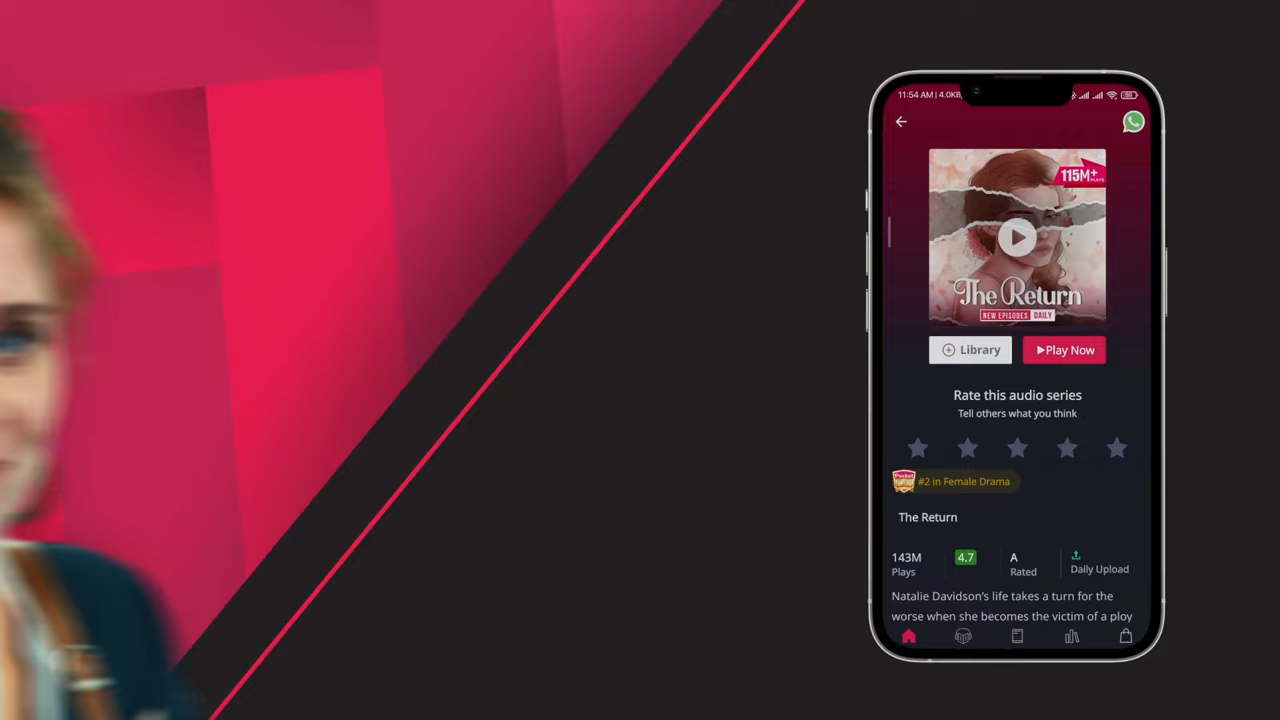 11:54 AM | 4.0KB
115M+
PLAYS
The Return
NEW EPISODES DAILY
Library
Play Now
Rate this audio series
Tell others what you think
Pocket
#2 in Female Drama
The Return
143M
Plays
4.7
A
Rated
Daily Upload
Natalie Davidson's life takes a turn for the
worse when she becomes the victim of a ploy